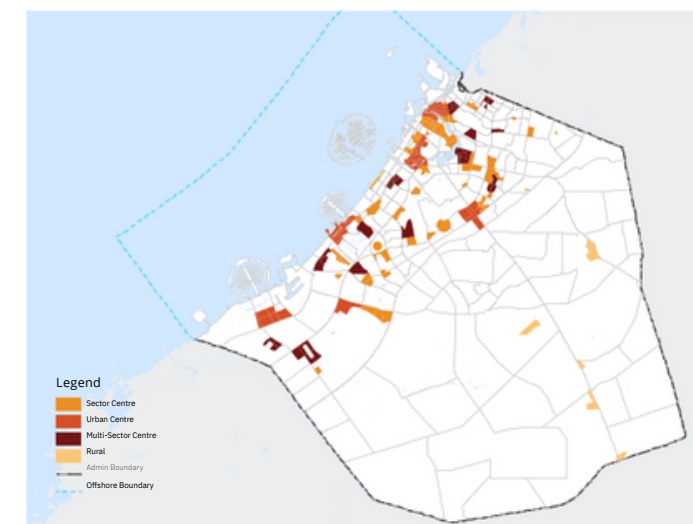 Legend
Sector Centre
Urban Centre
Multi-Sector Centre
Rural
Admin Boundary
Offshore Boundary